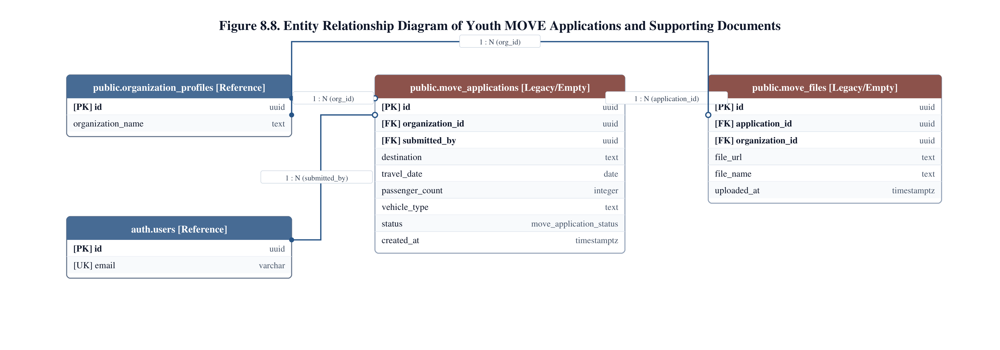 Figure 8.8. Entity Relationship Diagram of Youth MOVE Applications and Supporting Documents
1 : N (org_id)
public.organization_profiles [Reference]
[PK] id uuid
organization_name text
1 : N (org_id)
1 : N (submitted_by)
auth.users [Reference]
[PK] id uuid
[UK] email varchar
public.move_applications [Legacy/Empty]
[PK] id uuid
[FK] organization_id uuid
[FK] submitted_by uuid
destination text
travel_date date
passenger_count integer
vehicle_type text
status move_application_status
created_at timestamptz
1 : N (application_id)
public.move_files [Legacy/Empty]
[PK] id uuid
[FK] application_id uuid
[FK] organization_id uuid
file_url text
file_name text
uploaded_at timestamptz